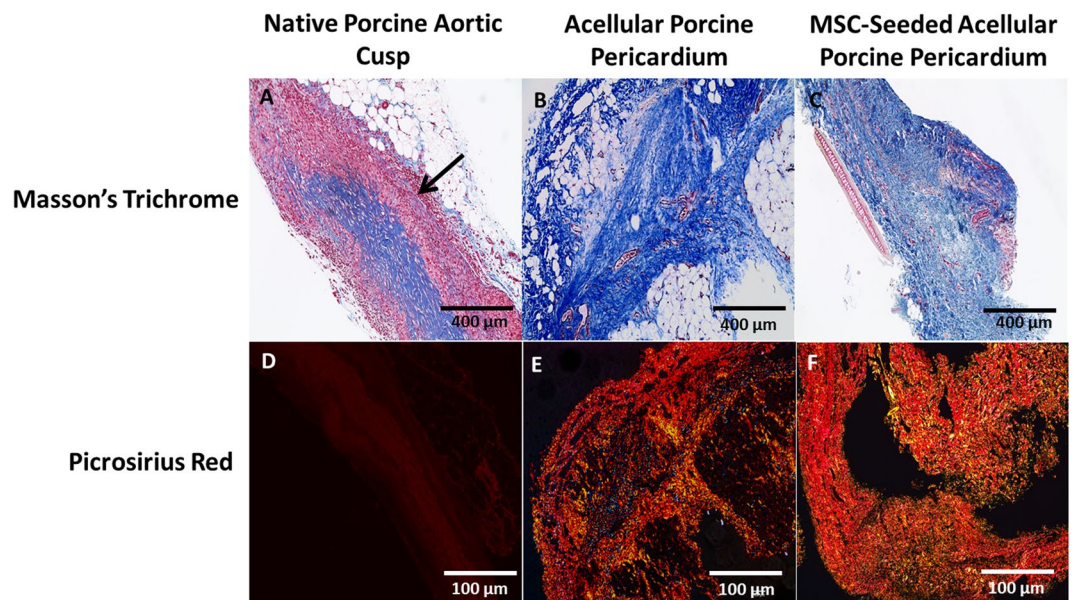 Native Porcine Aortic
Cusp
Acellular Porcine
Pericardium
MSC-Seeded Acellular
Porcine Pericardium
Masson's Trichrome
A
400 µm
B
400 µm
C
400 µm
Picrosirius Red
D
100 µm
E
100 µm
F
100 µm